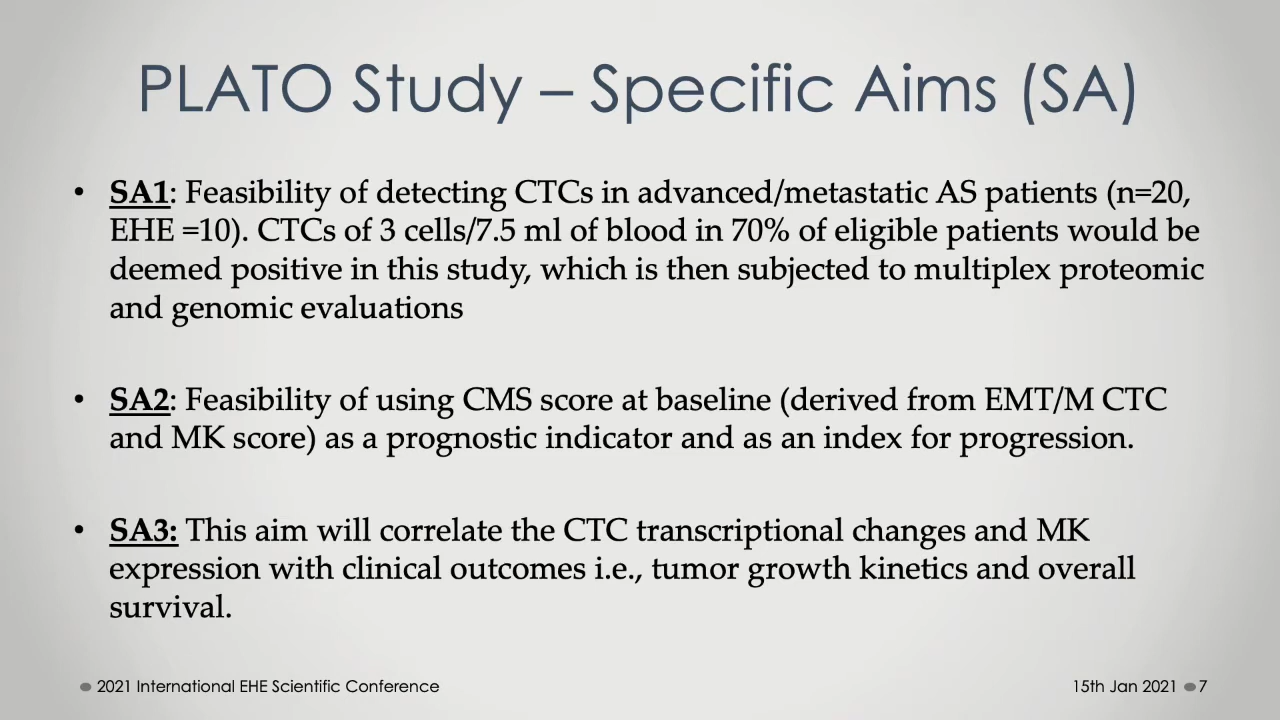 PLATO Study – Specific Aims (SA)
• SA1: Feasibility of detecting CTCs in advanced/metastatic AS patients (n=20,
EHE =10). CTCs of 3 cells/7.5 ml of blood in 70% of eligible patients would be
deemed positive in this study, which is then subjected to multiplex proteomic
and genomic evaluations
• SA2: Feasibility of using CMS score at baseline (derived from EMT/M CTC
and MK score) as a prognostic indicator and as an index for progression.
• SA3: This aim will correlate the CTC transcriptional changes and MK
expression with clinical outcomes i.e., tumor growth kinetics and overall
survival.
2021 International EHE Scientific Conference
15th Jan 2021 7